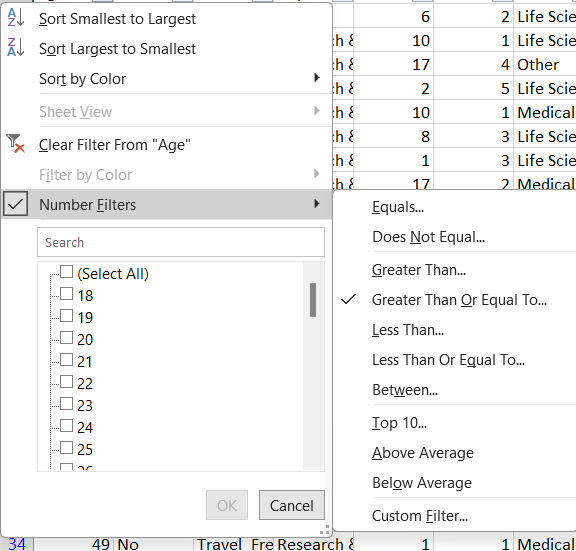 Sort Smallest to Largest
Sort Largest to Smallest
Sort by Color
Sheet View
Clear Filter From "Age"
Filter by Color
Number Filters
Search
(Select All)
18
19
20
21
22
23
24
25
OK
Cancel
6 2 Life Scie
10 1 Life Scie
17 4 Other
2 5 Life Scie
10 1 Medical
8 3 Life Scie
1 3 Life Scie
17 2 Medical
Equals...
Does Not Equal...
Greater Than...
Greater Than Or Equal To...
Less Than...
Less Than Or Equal To...
Between...
Top 10...
Above Average
Below Average
Custom Filter...
34 49 No Travel Fre Research & 1 1 Medical